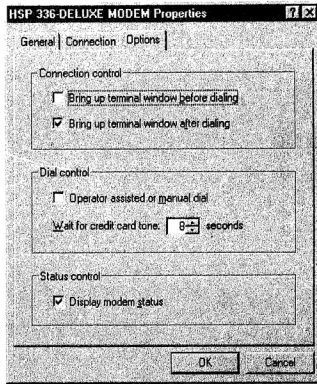 HSP 336-DELUXE MODEM Properties
General Connection Options
Connection control
Bring up terminal window before dialing
Bring up terminal window after dialing
Dial control
Operator assisted or manual dial
Wait for credit card tone: 8 seconds
Status control
Display modem status
OK Cancel